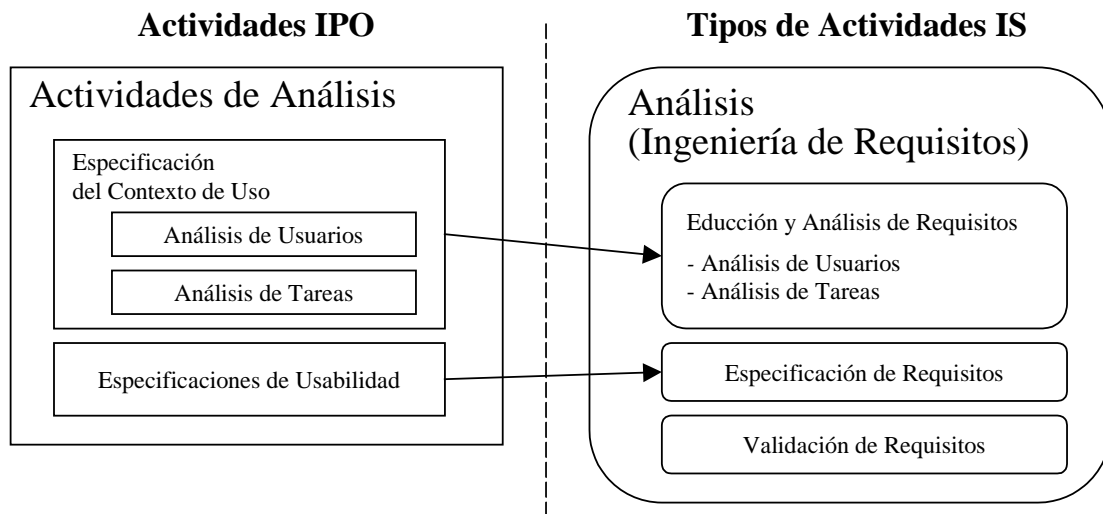 Actividades IPO
Actividades de Análisis
Especificación
del Contexto de Uso
Análisis de Usuarios
Análisis de Tareas
Especificaciones de Usabilidad
Tipos de Actividades IS
Análisis
(Ingeniería de Requisitos)
Educción y Análisis de Requisitos
- Análisis de Usuarios
- Análisis de Tareas
Especificación de Requisitos
Validación de Requisitos